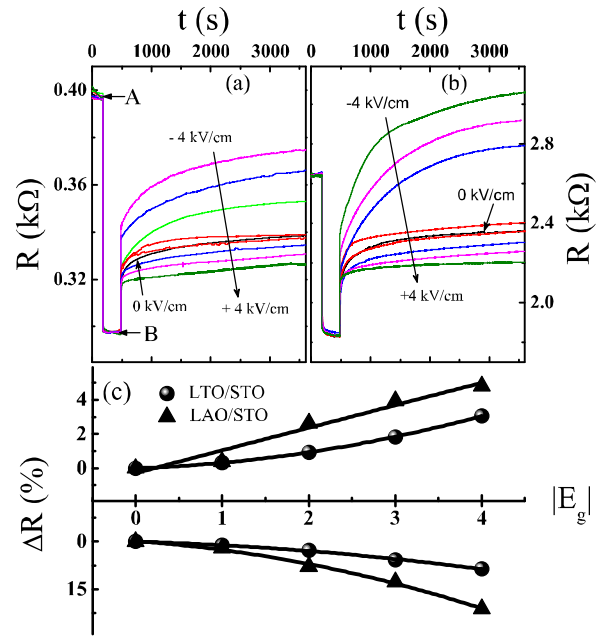 t (s) t (s)
0 1000 2000 3000 1000 2000 3000
0.40
0.36
0.32
R (kΩ)
(a)
A
- 4 kV/cm
0 kV/cm
+ 4 kV/cm
B
(b)
-4 kV/cm
0 kV/cm
+4 kV/cm
2.8
2.4
2.0
R (kΩ)
(c)
LTO/STO
LAO/STO
4
2
0
0 1 2 3 4
0
15
ΔR (%)
|Eg|